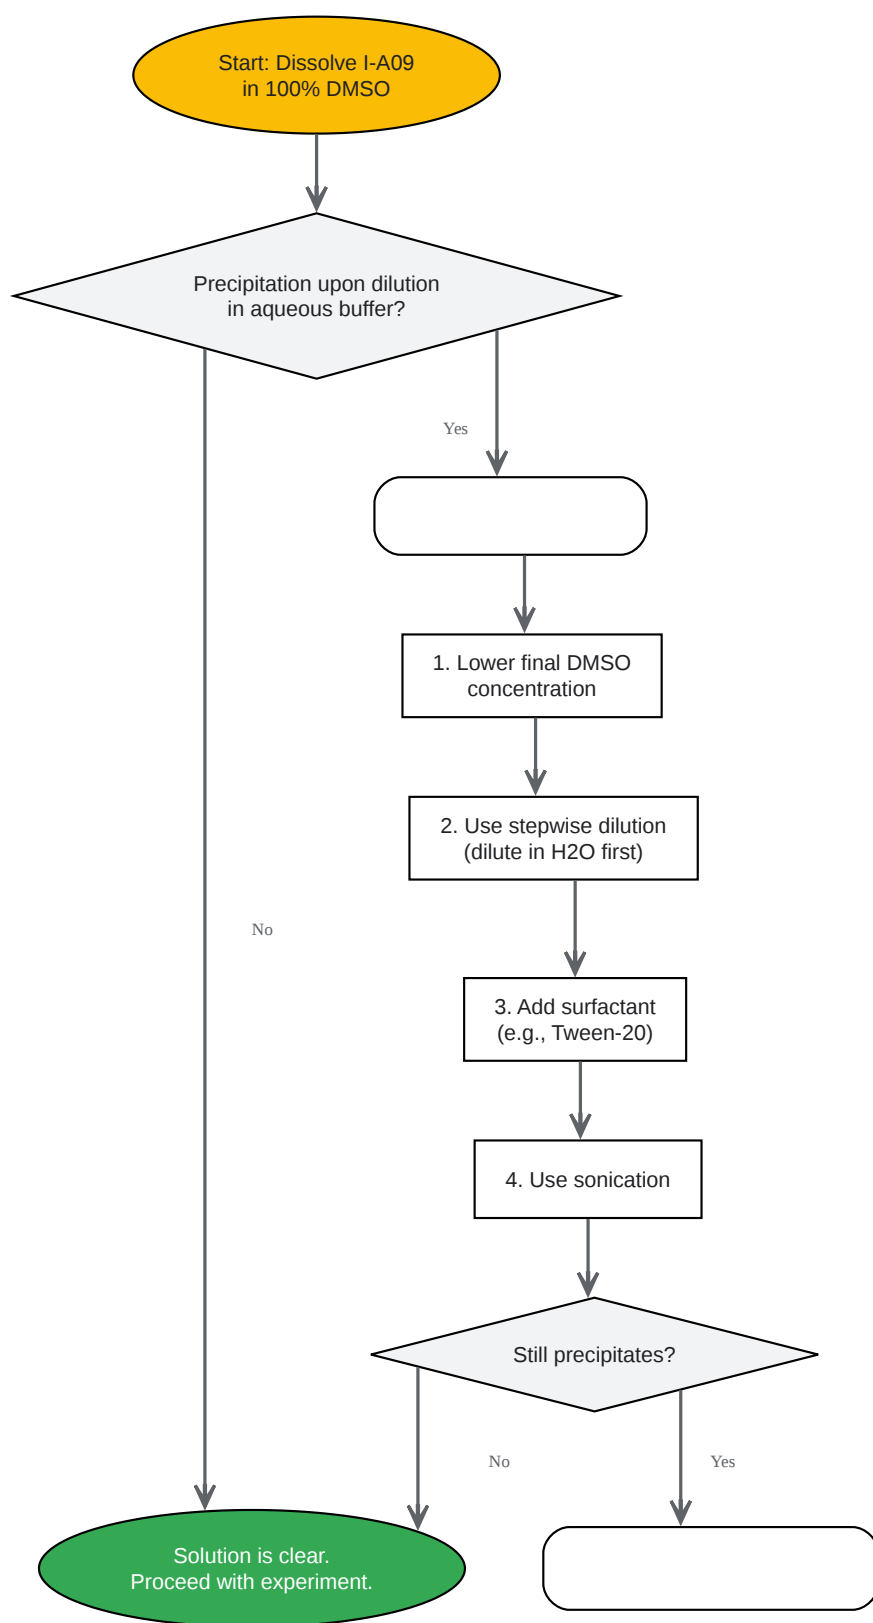 Start: Dissolve I-A09
in 100% DMSO
Precipitation upon dilution
in aqueous buffer?
Yes
1. Lower final DMSO
concentration
2. Use stepwise dilution
(dilute in H2O first)
No
3. Add surfactant
(e.g., Tween-20)
4. Use sonication
Still precipitates?
No
Yes
Solution is clear.
Proceed with experiment.